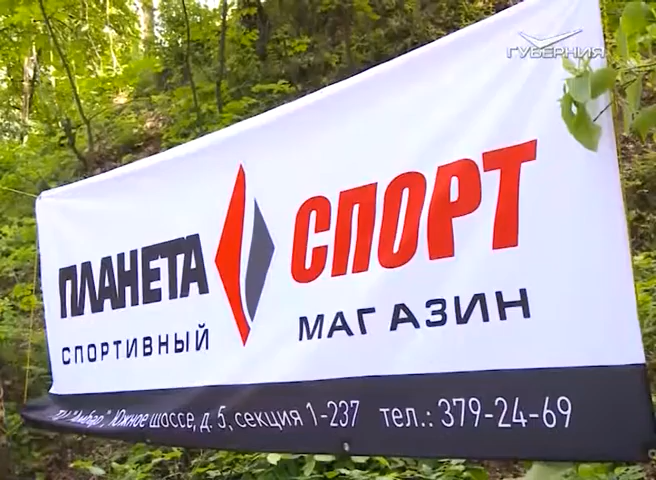 ГУБЕРНИЯ
ПЛАНЕТА СПОРТ
СПОРТИВНЫЙ МАГАЗИН
"Амбар", Южное шоссе, д. 5, секция 1-237 тел.: 379-24-69